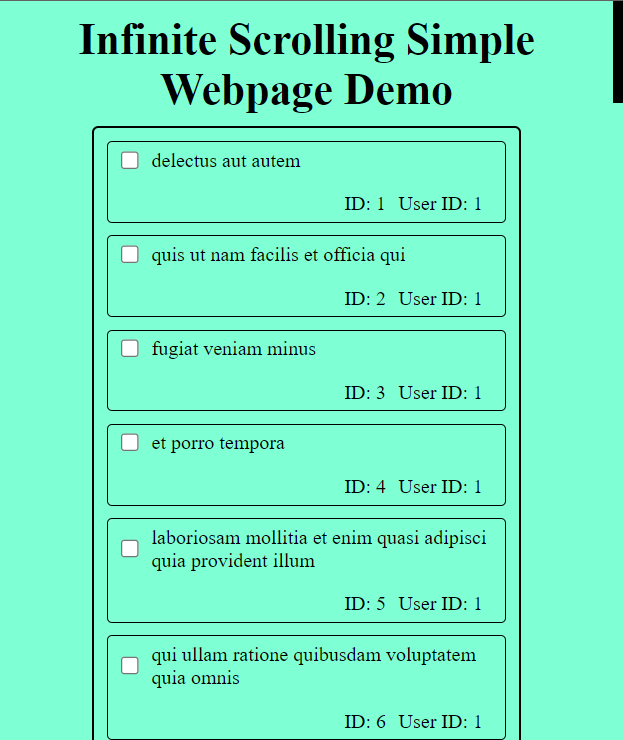 Infinite Scrolling Simple
Webpage Demo
delectus aut autem
ID: 1 User ID: 1
quis ut nam facilis et officia qui
ID: 2 User ID: 1
fugiat veniam minus
ID: 3 User ID: 1
et porro tempora
ID: 4 User ID: 1
laboriosam mollitia et enim quasi adipisci
quia provident illum
ID: 5 User ID: 1
qui ullam ratione quibusdam voluptatem
quia omnis
ID: 6 User ID: 1